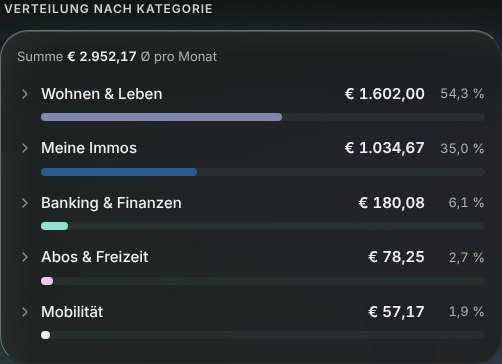 VERTEILUNG NACH KATEGORIE
Summe € 2.952,17 Ø pro Monat
Wohnen & Leben € 1.602,00 54,3 %
Meine Immos € 1.034,67 35,0 %
Banking & Finanzen € 180,08 6,1 %
Abos & Freizeit € 78,25 2,7 %
Mobilität € 57,17 1,9 %